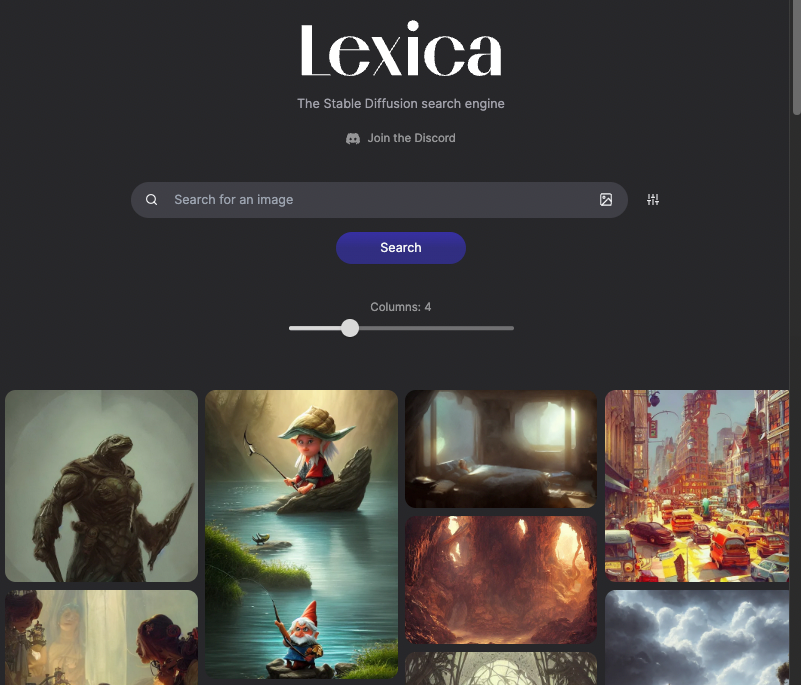 Lexica
The Stable Diffusion search engine
Join the Discord
Search for an image
Search
Columns: 4